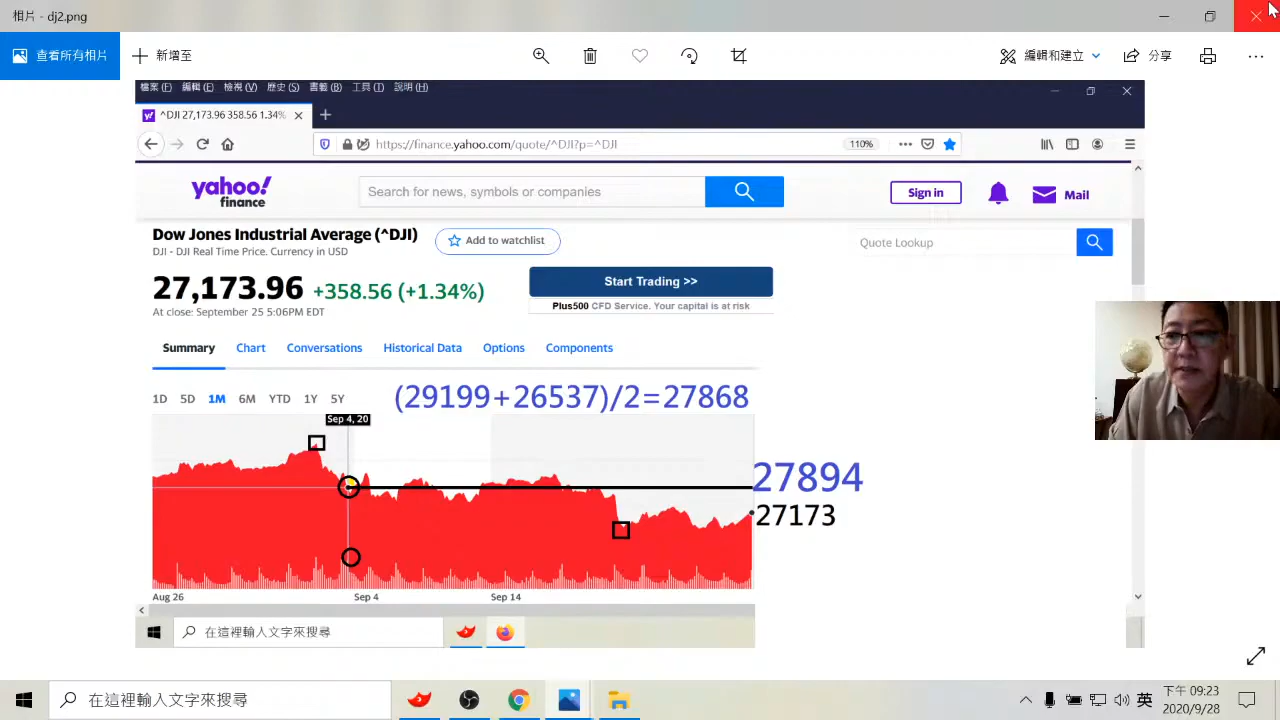 相片 - dj2.png
查看所有相片
新增至
編輯和建立
分享
檔案 (F) 編輯 (E) 檢視 (V) 歷史 (S) 書籤 (B) 工具 (T) 說明 (H)
^DJI 27,173.96 358.56 1.34%
https://finance.yahoo.com/quote/^DJI?p=^DJI
110%
yahoo!
finance
Search for news, symbols or companies
Sign in
Mail
Dow Jones Industrial Average (^DJI)
Add to watchlist
DJI - DJI Real Time Price. Currency in USD
Quote Lookup
27,173.96 +358.56 (+1.34%)
At close: September 25 5:06PM EDT
Start Trading >>
Plus500 CFD Service. Your capital is at risk
Summary Chart Conversations Historical Data Options Components
1D 5D 1M 6M YTD 1Y 5Y
(29199+26537)/2=27868
Sep 4, 20
27894
27173
Aug 26 Sep 4 Sep 14
在這裡輸入文字來搜尋
在這裡輸入文字來搜尋
英
下午 09:23
2020/9/28